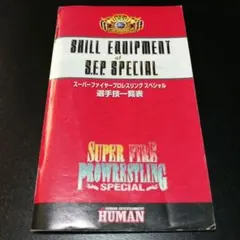 SKILL EQUIPMENT
of
S.F.P. SPECIAL
スーパーファイヤープロレスリングスペシャル
選手技一覧表
SUPER FIRE
PROWRESTLING
SPECIAL
HUMAN